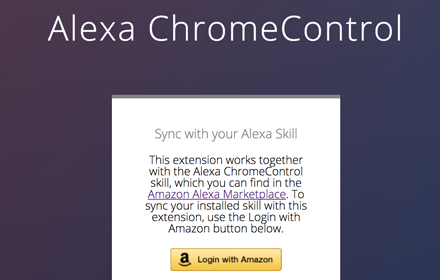 Alexa ChromeControl
Sync with your Alexa Skill
This extension works together
with the Alexa ChromeControl
skill, which you can find in the
Amazon Alexa Marketplace. To
sync your installed skill with this
extension, use the Login with
Amazon button below.
a Login with Amazon